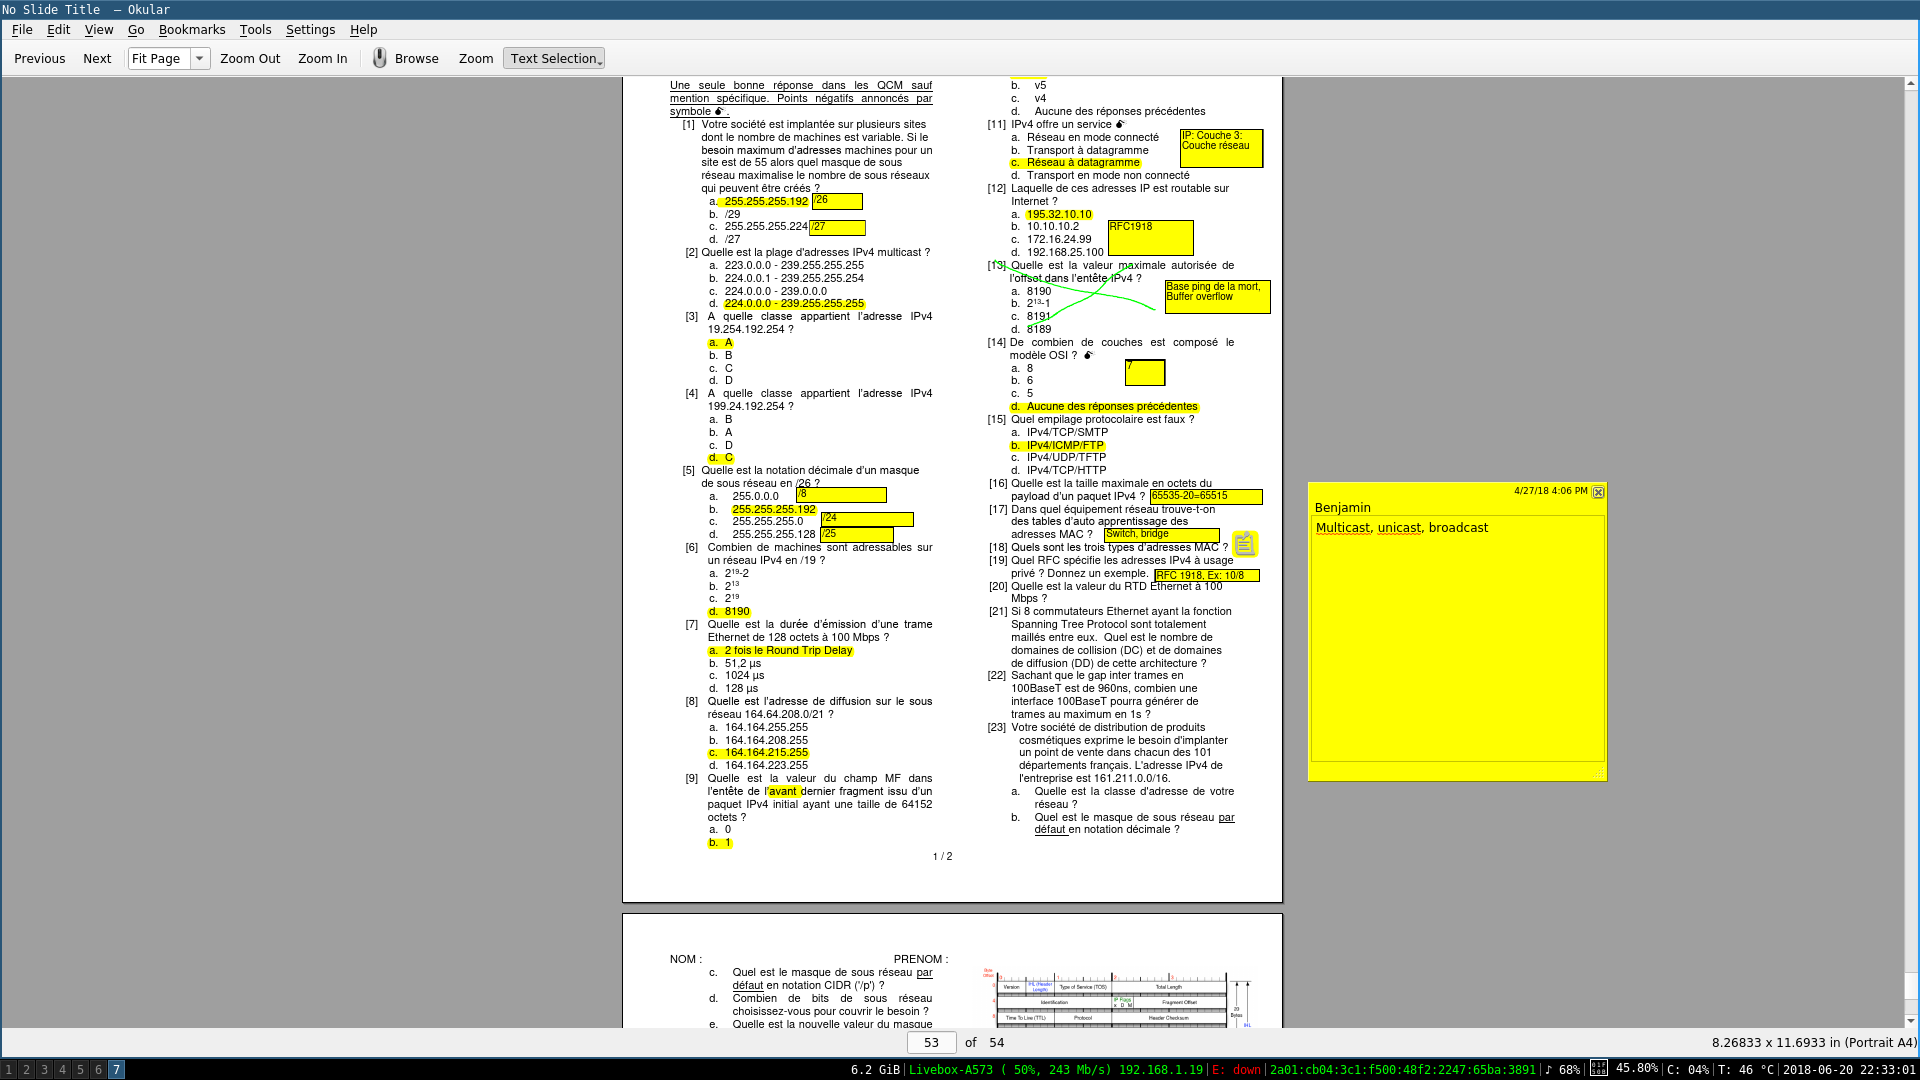 No Slide Title  — Okular
File Edit View Go Bookmarks Tools Settings Help
Previous Next Fit Page Zoom Out Zoom In Browse Zoom Text Selection
Une seule bonne réponse dans les QCM sauf
mention spécifique. Points négatifs annoncés par
symbole 💣.
[1] Votre société est implantée sur plusieurs sites
dont le nombre de machines est variable. Si le
besoin maximum d'adresses machines pour un
site est de 55 alors quel masque de sous
réseau maximalise le nombre de sous réseaux
qui peuvent être créés ?
a. 255.255.255.192 /26
b. /29
c. 255.255.255.224 /27
d. /27
[2] Quelle est la plage d'adresses IPv4 multicast ?
a. 223.0.0.0 - 239.255.255.255
b. 224.0.0.1 - 239.255.255.254
c. 224.0.0.0 - 239.0.0.0
d. 224.0.0.0 - 239.255.255.255
[3] A quelle classe appartient l'adresse IPv4
19.254.192.254 ?
a. A
b. B
c. C
d. D
[4] A quelle classe appartient l'adresse IPv4
199.24.192.254 ?
a. B
b. A
c. D
d. C
[5] Quelle est la notation décimale d'un masque
de sous réseau en /26 ?
a. 255.0.0.0 /8
b. 255.255.255.192
c. 255.255.255.0 /24
d. 255.255.255.128 /25
[6] Combien de machines sont adressables sur
un réseau IPv4 en /19 ?
a. 2¹⁹-2
b. 2¹³
c. 2¹⁹
d. 8190
[7] Quelle est la durée d'émission d'une trame
Ethernet de 128 octets à 100 Mbps ?
a. 2 fois le Round Trip Delay
b. 51,2 µs
c. 1024 µs
d. 128 µs
[8] Quelle est l'adresse de diffusion sur le sous
réseau 164.64.208.0/21 ?
a. 164.164.255.255
b. 164.164.208.255
c. 164.164.215.255
d. 164.164.223.255
[9] Quelle est la valeur du champ MF dans
l'entête de l'avant dernier fragment issu d'un
paquet IPv4 initial ayant une taille de 64152
octets ?
a. 0
b. 1
b. v5
c. v4
d. Aucune des réponses précédentes
[11] IPv4 offre un service 💣
a. Réseau en mode connecté
b. Transport à datagramme
c. Réseau à datagramme
d. Transport en mode non connecté
IP: Couche 3:
Couche réseau
[12] Laquelle de ces adresses IP est routable sur
Internet ?
a. 195.32.10.10
b. 10.10.10.2
c. 172.16.24.99
d. 192.168.25.100
RFC1918
[13] Quelle est la valeur maximale autorisée de
l'offset dans l'entête IPv4 ?
a. 8190
b. 2¹³-1
c. 8191
d. 8189
Base ping de la mort,
Buffer overflow
[14] De combien de couches est composé le
modèle OSI ? 💣
a. 8
b. 6
c. 5
d. Aucune des réponses précédentes
7
[15] Quel empilage protocolaire est faux ?
a. IPv4/TCP/SMTP
b. IPv4/ICMP/FTP
c. IPv4/UDP/TFTP
d. IPv4/TCP/HTTP
[16] Quelle est la taille maximale en octets du
payload d'un paquet IPv4 ? 65535-20=65515
[17] Dans quel équipement réseau trouve-t-on
des tables d'auto apprentissage des
adresses MAC ? Switch, bridge
[18] Quels sont les trois types d'adresses MAC ?
[19] Quel RFC spécifie les adresses IPv4 à usage
privé ? Donnez un exemple. RFC 1918, Ex: 10/8
[20] Quelle est la valeur du RTD Ethernet à 100
Mbps ?
[21] Si 8 commutateurs Ethernet ayant la fonction
Spanning Tree Protocol sont totalement
maillés entre eux.  Quel est le nombre de
domaines de collision (DC) et de domaines
de diffusion (DD) de cette architecture ?
[22] Sachant que le gap inter trames en
100BaseT est de 960ns, combien une
interface 100BaseT pourra générer de
trames au maximum en 1s ?
[23] Votre société de distribution de produits
cosmétiques exprime le besoin d'implanter
un point de vente dans chacun des 101
départements français. L'adresse IPv4 de
l'entreprise est 161.211.0.0/16.
a. Quelle est la classe d'adresse de votre
réseau ?
b. Quel est le masque de sous réseau par
défaut en notation décimale ?
1 / 2
4/27/18 4:06 PM
Benjamin
Multicast, unicast, broadcast
NOM : PRENOM :
c. Quel est le masque de sous réseau par
défaut en notation CIDR ('/p') ?
d. Combien de bits de sous réseau
choisissez-vous pour couvrir le besoin ?
e. Quelle est la nouvelle valeur du masque
Version IHL (Header Length) Type of Service (TOS) Total Length
Identification IP Flags x D M Fragment Offset
Time To Live (TTL) Protocol Header Checksum
20
Bytes
IHL
53 of 54
8.26833 x 11.6933 in (Portrait A4)
1 2 3 4 5 6 7
6.2 GiB Livebox-A573 ( 50%, 243 Mb/s) 192.168.1.19 E: down 2a01:cb04:3c1:f500:48f2:2247:65ba:3891 ♪ 68% 45.80% C: 04% T: 46 °C 2018-06-20 22:33:01